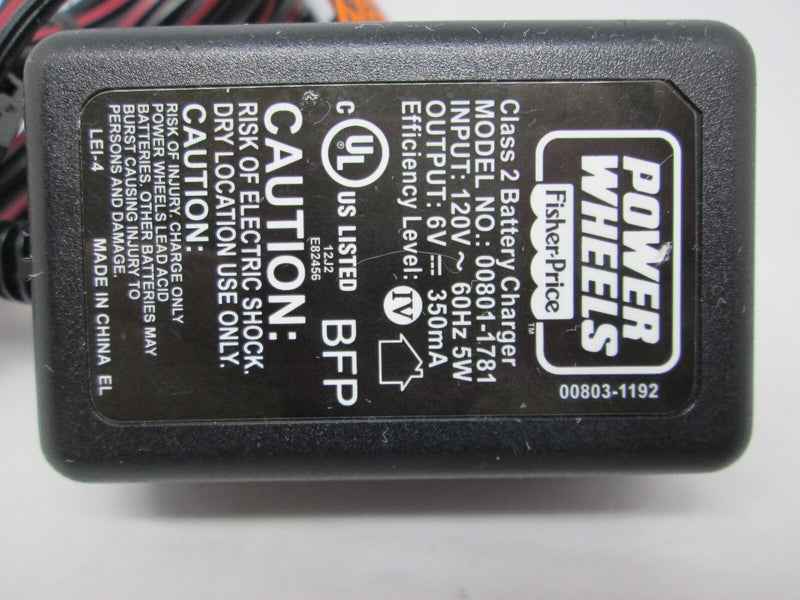 POWER
WHEELS
Fisher-Price
™
00803-1192
Class 2 Battery Charger
MODEL NO.: 00801-1781
INPUT: 120V ~ 60Hz 5W
OUTPUT: 6V ⎓ 350mA
Efficiency Level: IV
C UL ® US LISTED
12J2
E82456
BFP
CAUTION:
RISK OF ELECTRIC SHOCK.
DRY LOCATION USE ONLY.
CAUTION:
RISK OF INJURY. CHARGE ONLY
POWER WHEELS LEAD ACID
BATTERIES. OTHER BATTERIES MAY
BURST CAUSING INJURY TO
PERSONS AND DAMAGE.
LEI-4
MADE IN CHINA EL